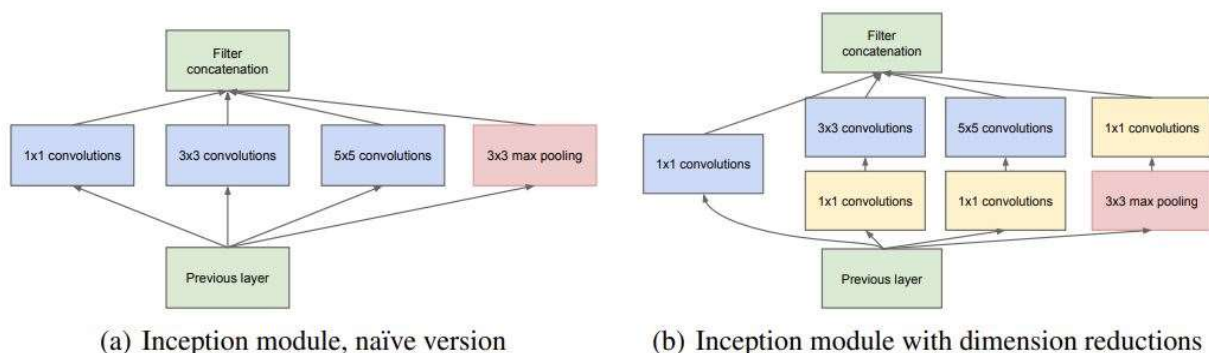 Filter
concatenation
1x1 convolutions
3x3 convolutions
5x5 convolutions
3x3 max pooling
Previous layer
(a) Inception module, naïve version
Filter
concatenation
3x3 convolutions
5x5 convolutions
1x1 convolutions
1x1 convolutions
1x1 convolutions
1x1 convolutions
3x3 max pooling
Previous layer
(b) Inception module with dimension reductions